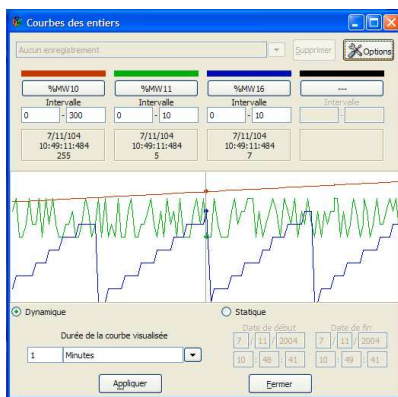 Courbes des entiers
Aucun enregistrement Supprimer Options
%MW10 %MW11 %MW16 ---
Intervalle Intervalle Intervalle Intervalle
0 - 300 0 - 10 0 - 10 -
7/11/104 7/11/104 7/11/104
10:49:11:484 10:49:11:484 10:49:11:484
255 5 7
Dynamique Statique
Durée de la courbe visualisée
Date de début Date de fin
1 Minutes
7 / 11 / 2004 7 / 11 / 2004
10 : 48 : 41 10 : 49 : 41
Appliquer Fermer